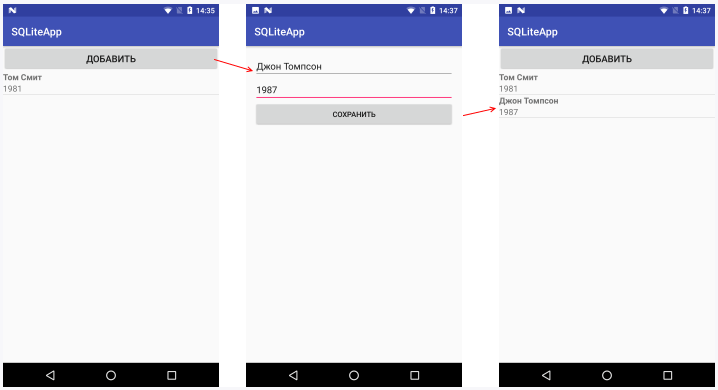 14:35
SQLiteApp
ДОБАВИТЬ
Том Смит
1981
14:37
SQLiteApp
Джон Томпсон
1987
СОХРАНИТЬ
14:37
SQLiteApp
ДОБАВИТЬ
Том Смит
1981
Джон Томпсон
1987